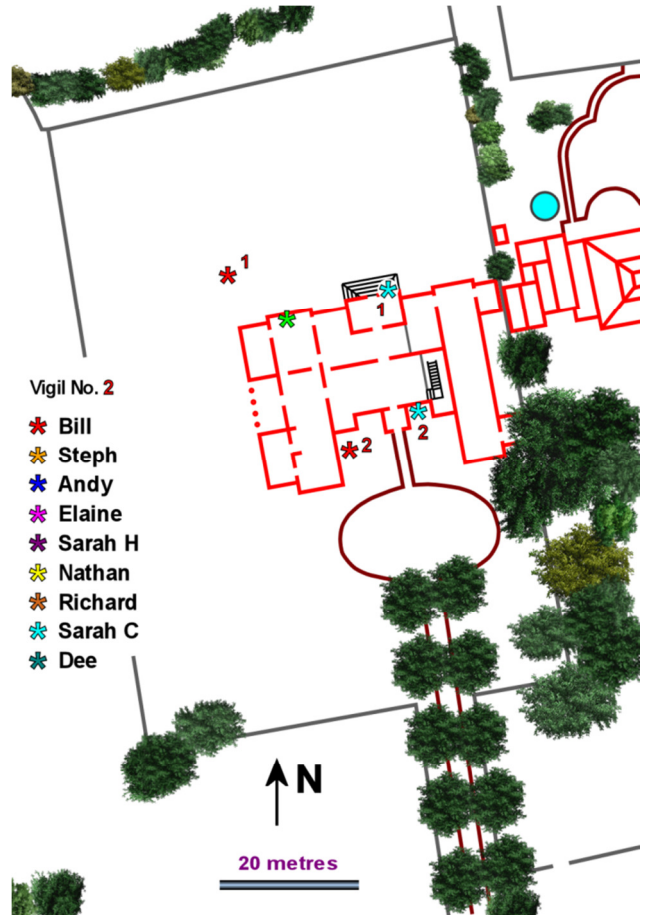 1
1
Vigil No. 2
Bill
Steph
Andy
Elaine
Sarah H
Nathan
Richard
Sarah C
Dee
2
2
N
20 metres